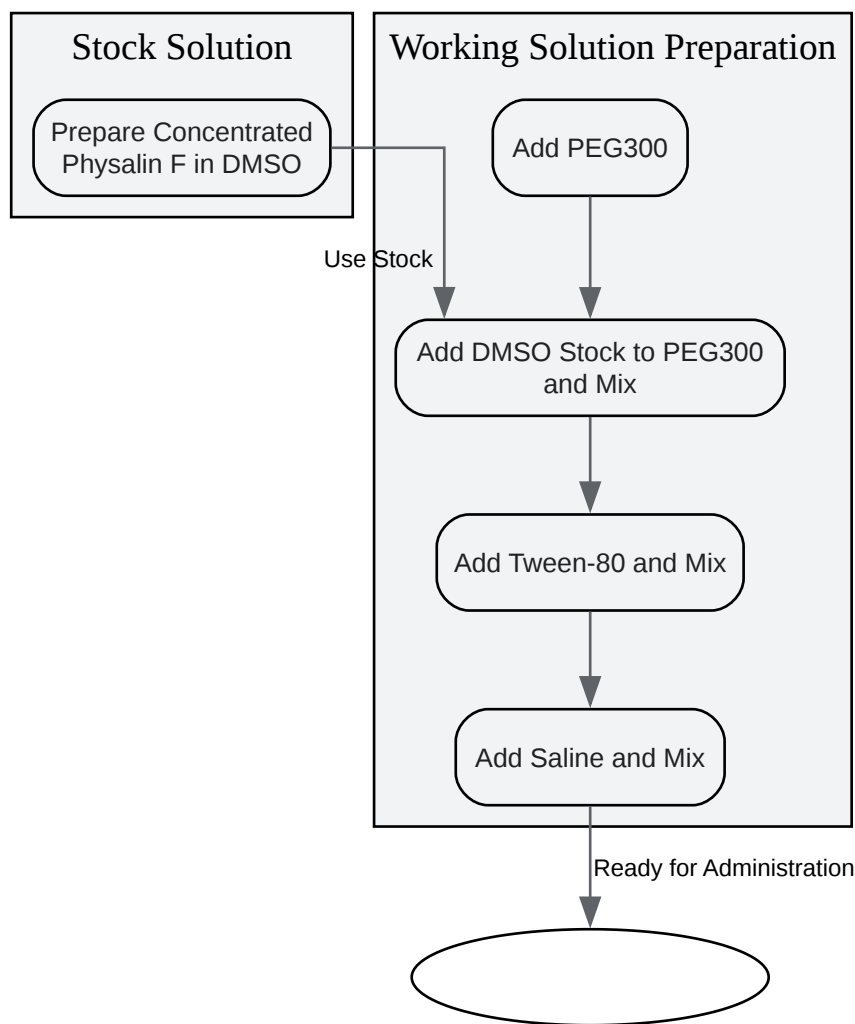 Stock Solution
Prepare Concentrated
Physalin F in DMSO
Use Stock
Working Solution Preparation
Add PEG300
Add DMSO Stock to PEG300
and Mix
Add Tween-80 and Mix
Add Saline and Mix
Ready for Administration